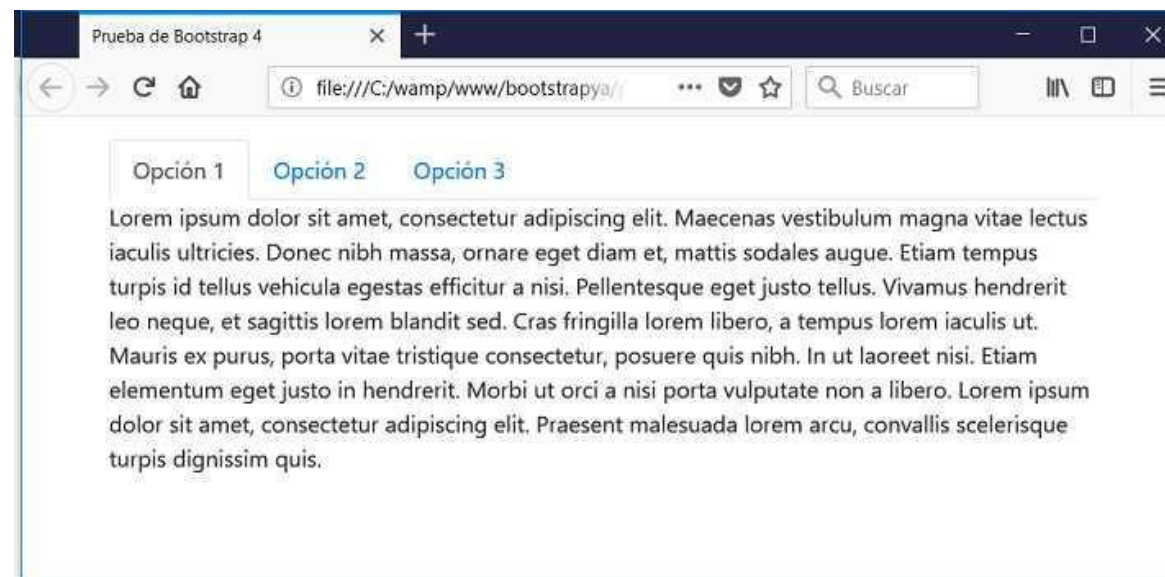 Prueba de Bootstrap 4
file:///C:/wamp/www/bootstrapya/
Buscar
Opción 1 Opción 2 Opción 3
Lorem ipsum dolor sit amet, consectetur adipiscing elit. Maecenas vestibulum magna vitae lectus
iaculis ultricies. Donec nibh massa, ornare eget diam et, mattis sodales augue. Etiam tempus
turpis id tellus vehicula egestas efficitur a nisi. Pellentesque eget justo tellus. Vivamus hendrerit
leo neque, et sagittis lorem blandit sed. Cras fringilla lorem libero, a tempus lorem iaculis ut.
Mauris ex purus, porta vitae tristique consectetur, posuere quis nibh. In ut laoreet nisi. Etiam
elementum eget justo in hendrerit. Morbi ut orci a nisi porta vulputate non a libero. Lorem ipsum
dolor sit amet, consectetur adipiscing elit. Praesent malesuada lorem arcu, convallis scelerisque
turpis dignissim quis.